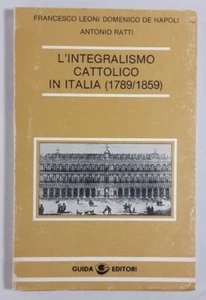 FRANCESCO LEONI DOMENICO DE NAPOLI
ANTONIO RATTI
L'INTEGRALISMO
CATTOLICO
IN ITALIA (1789/1859)
GUIDA EDITORI